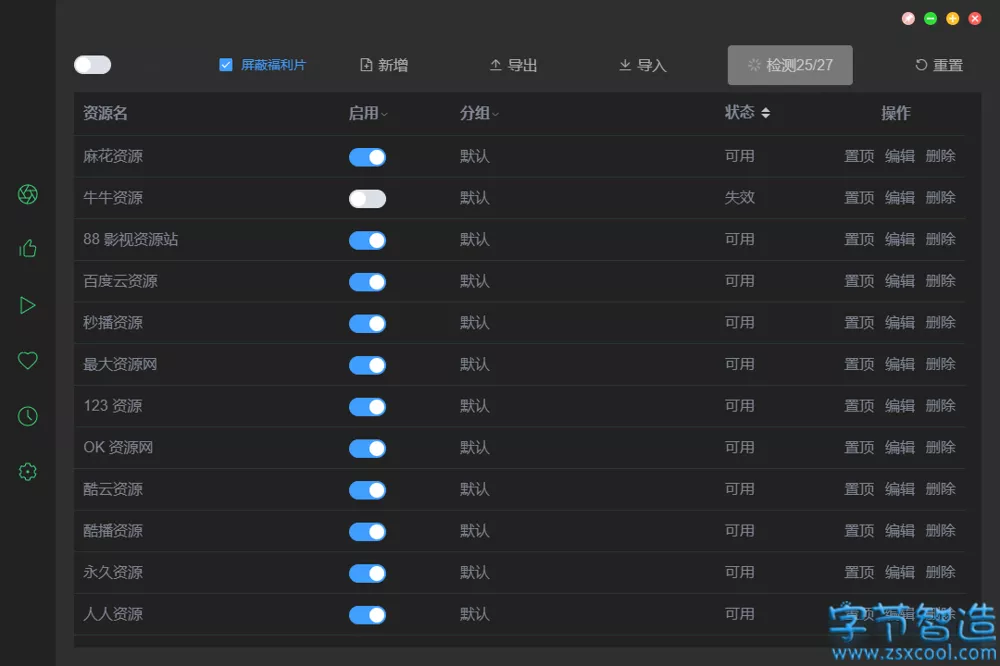 屏蔽福利片 新增 导出 导入 检测25/27 重置
资源名 启用 分组 状态 操作
麻花资源 默认 可用 置顶 编辑 删除
牛牛资源 默认 失效 置顶 编辑 删除
88 影视资源站 默认 可用 置顶 编辑 删除
百度云资源 默认 可用 置顶 编辑 删除
秒播资源 默认 可用 置顶 编辑 删除
最大资源网 默认 可用 置顶 编辑 删除
123 资源 默认 可用 置顶 编辑 删除
OK 资源网 默认 可用 置顶 编辑 删除
酷云资源 默认 可用 置顶 编辑 删除
酷播资源 默认 可用 置顶 编辑 删除
永久资源 默认 可用 置顶 编辑 删除
人人资源 默认 可用 置顶 编辑 删除
字节智造
www.zsxcool.com